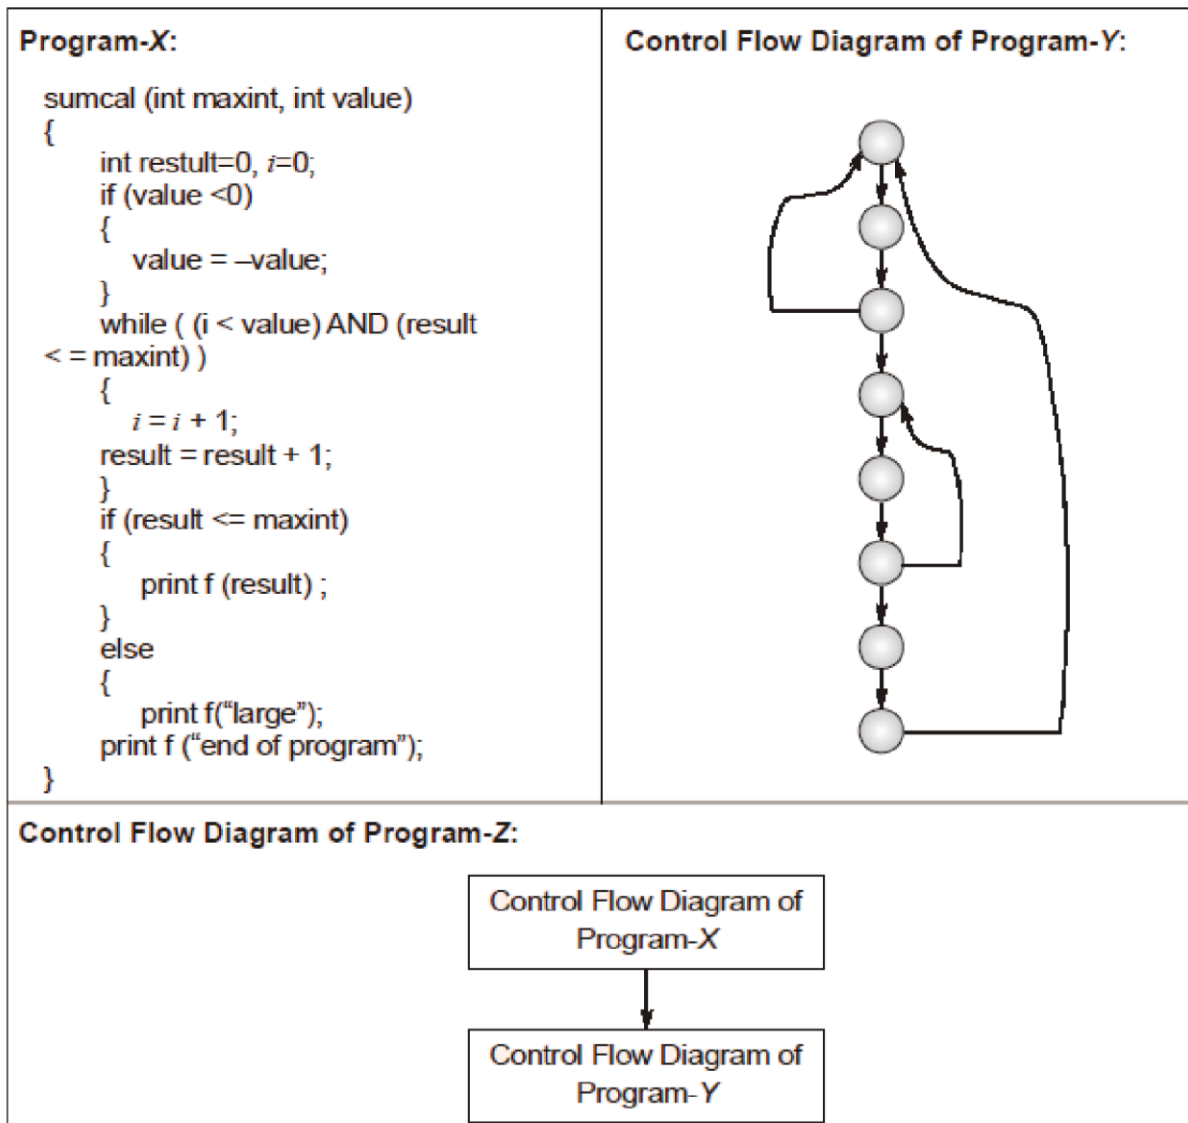 Program-X:
sumcal (int maxint, int value)
{
int restult=0, i=0;
if (value <0)
{
value = –value;
}
while ( (i < value) AND (result
< = maxint) )
{
i = i + 1;
result = result + 1;
}
if (result <= maxint)
{
print f (result) ;
}
else
{
print f(“large”);
print f (“end of program”);
}
Control Flow Diagram of Program-Y:
Control Flow Diagram of Program-Z:
Control Flow Diagram of
Program-X
Control Flow Diagram of
Program-Y